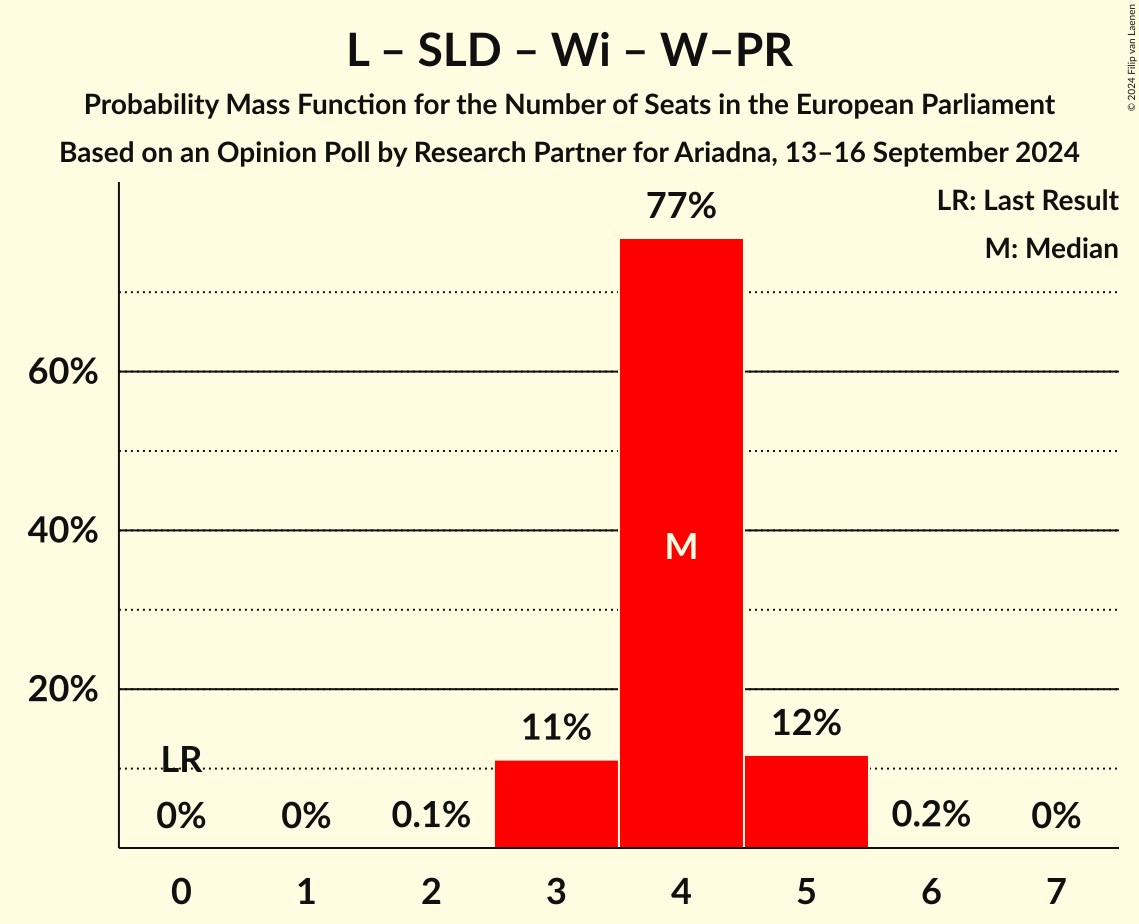 L – SLD – Wi – W–PR
Probability Mass Function for the Number of Seats in the European Parliament
Based on an Opinion Poll by Research Partner for Ariadna, 13–16 September 2024
© 2024 Filip van Laenen
LR: Last Result
M: Median
77%
60%
40%
M
20%
11%
12%
LR
0%
0%
0.1%
0.2%
0%
0
1
2
3
4
5
6
7